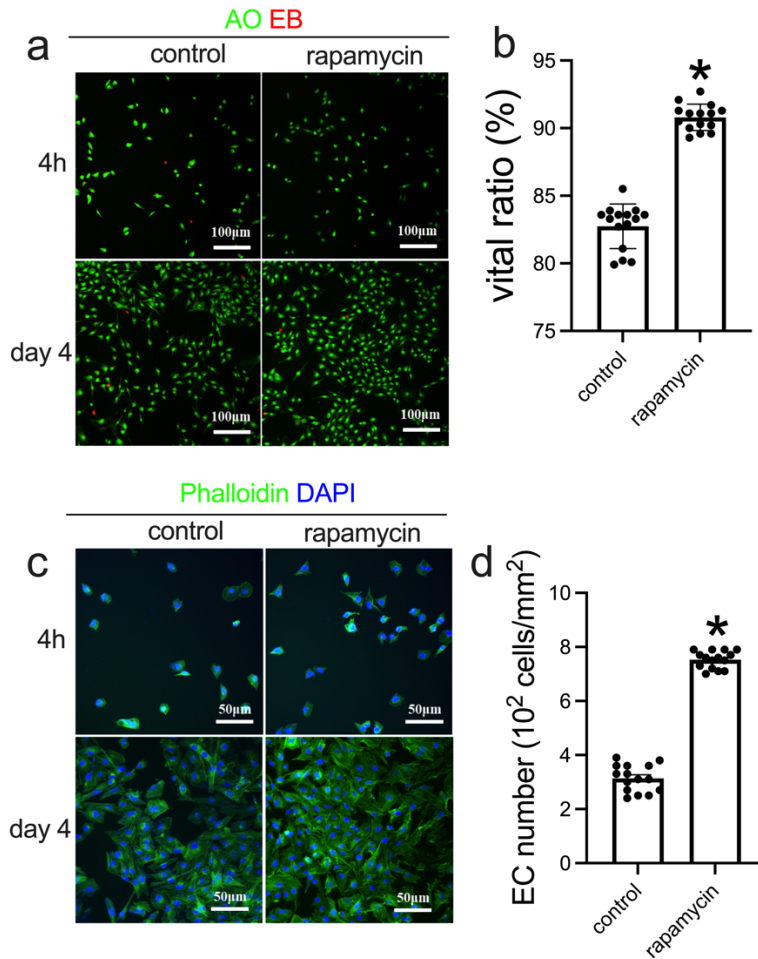 AO EB
a
control rapamycin
4h
100μm 100μm
day 4
100μm 100μm
b
vital ratio (%)
95
90
85
80
75
*
control
rapamycin
Phalloidin DAPI
c
control rapamycin
4h
50μm 50μm
day 4
50μm 50μm
d
EC number (10² cells/mm²)
10
8
6
4
2
0
*
control
rapamycin